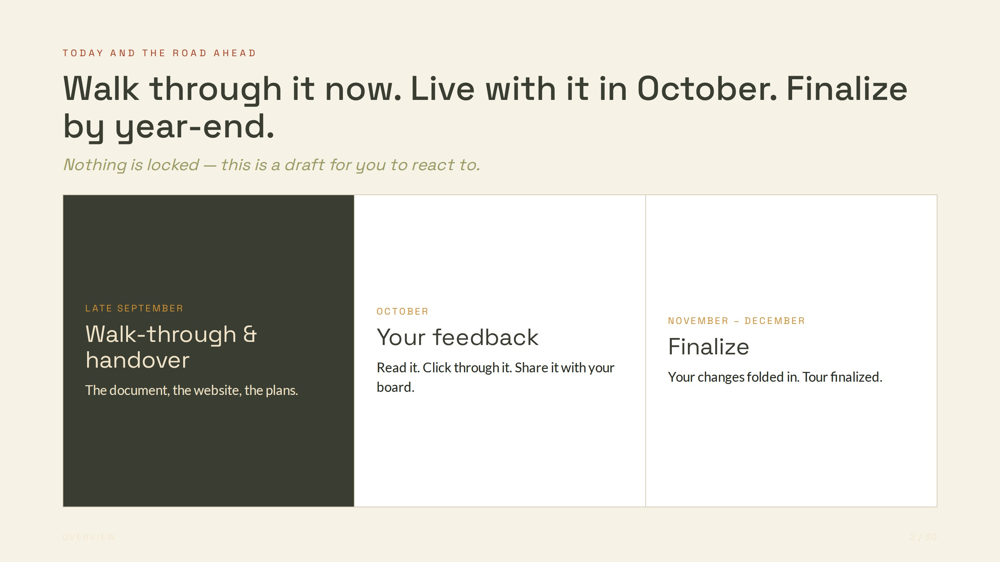 TODAY AND THE ROAD AHEAD
Walk through it now. Live with it in October. Finalize
by year-end.
Nothing is locked — this is a draft for you to react to.
LATE SEPTEMBER
Walk-through &
handover
The document, the website, the plans.
OCTOBER
Your feedback
Read it. Click through it. Share it with your
board.
NOVEMBER – DECEMBER
Finalize
Your changes folded in. Tour finalized.
OVERVIEW
2 / 30